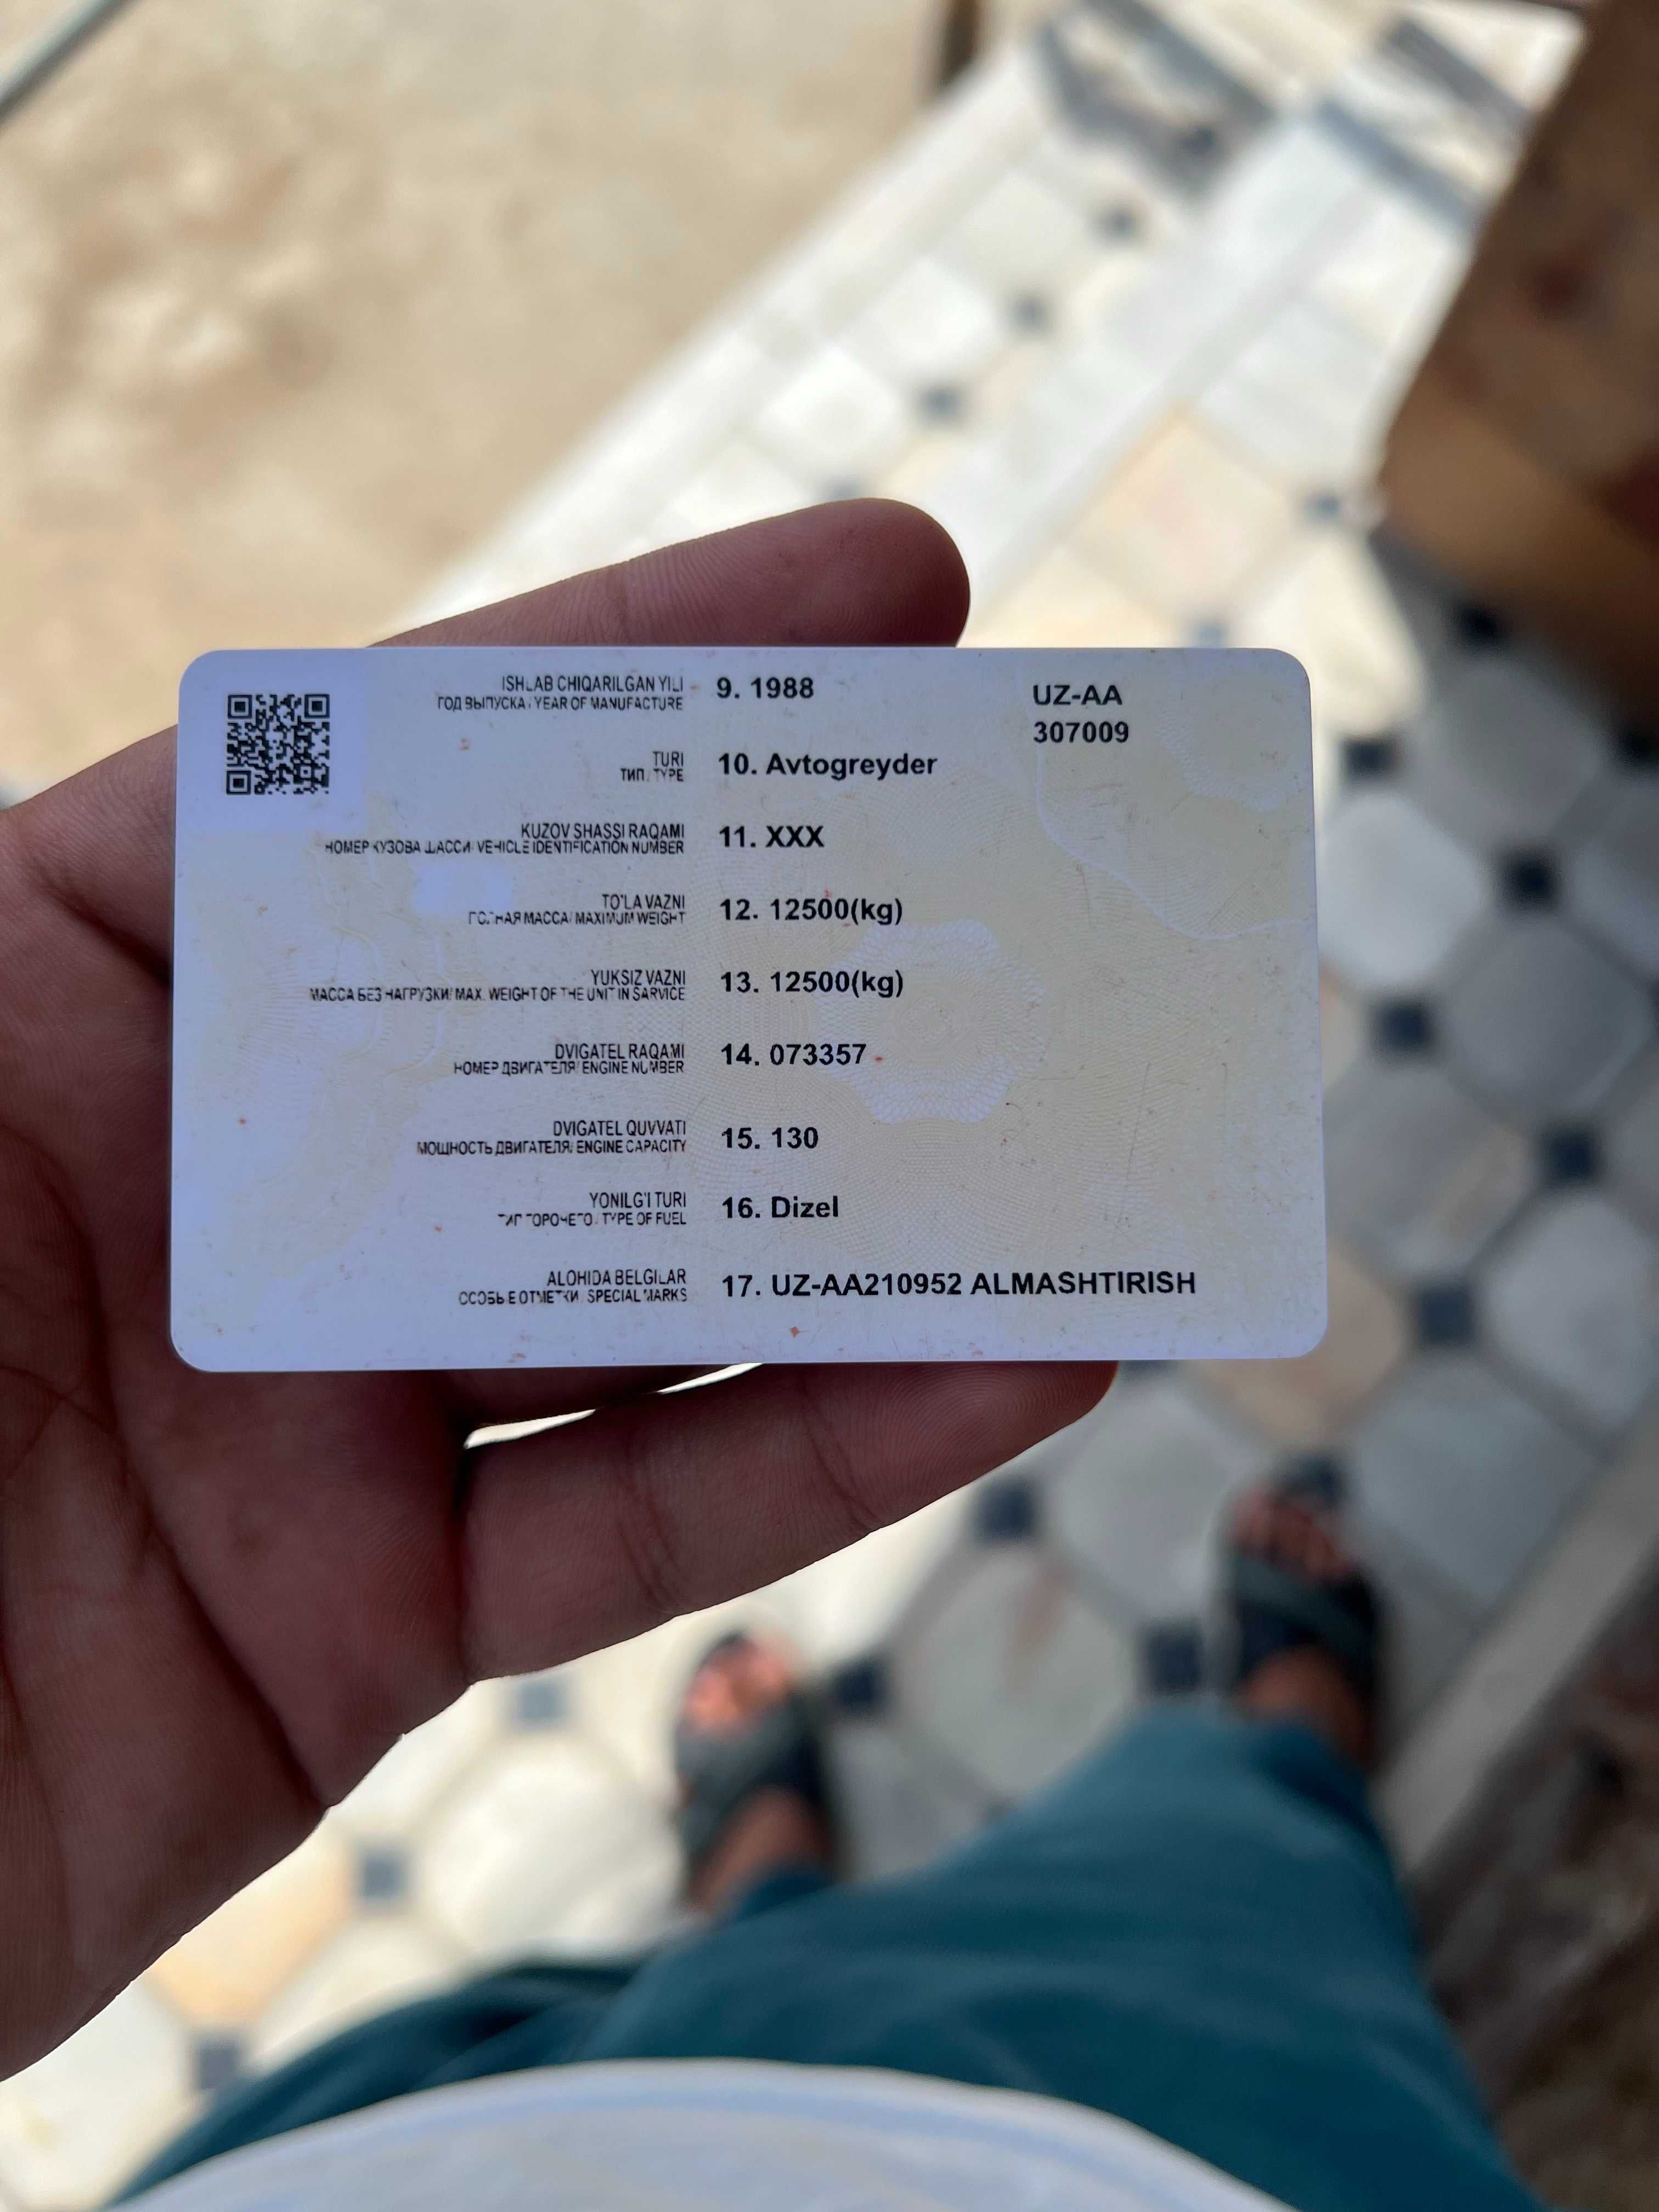 ISHLAB CHIQARILGAN YILI
ГОД ВЫПУСКА / YEAR OF MANUFACTURE
9. 1988
UZ-AA
307009
TURI
ТИП / TYPE
10. Avtogreyder
KUZOV SHASSI RAQAMI
НОМЕР КУЗОВА ШАССИ/ VEHICLE IDENTIFICATION NUMBER
11. XXX
TO'LA VAZNI
ПОЛНАЯ МАССА/ MAXIMUM WEIGHT
12. 12500(kg)
YUKSIZ VAZNI
МАССА БЕЗ НАГРУЗКИ/ MAX. WEIGHT OF THE UNIT IN SARVICE
13. 12500(kg)
DVIGATEL RAQAMI
НОМЕР ДВИГАТЕЛЯ/ ENGINE NUMBER
14. 073357
DVIGATEL QUVVATI
МОЩНОСТЬ ДВИГАТЕЛЯ/ ENGINE CAPACITY
15. 130
YONILG'I TURI
ТИП ГОРЮЧЕГО / TYPE OF FUEL
16. Dizel
ALOHIDA BELGILAR
ОСОБЫЕ ОТМЕТКИ / SPECIAL MARKS
17. UZ-AA210952 ALMASHTIRISH